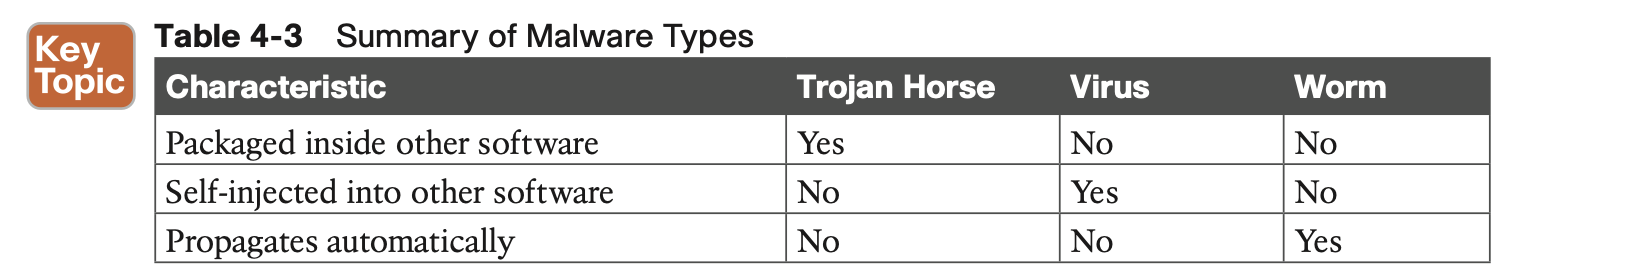 Key
Topic
Table 4-3 Summary of Malware Types
Characteristic Trojan Horse Virus Worm
Packaged inside other software Yes No No
Self-injected into other software No Yes No
Propagates automatically No No Yes